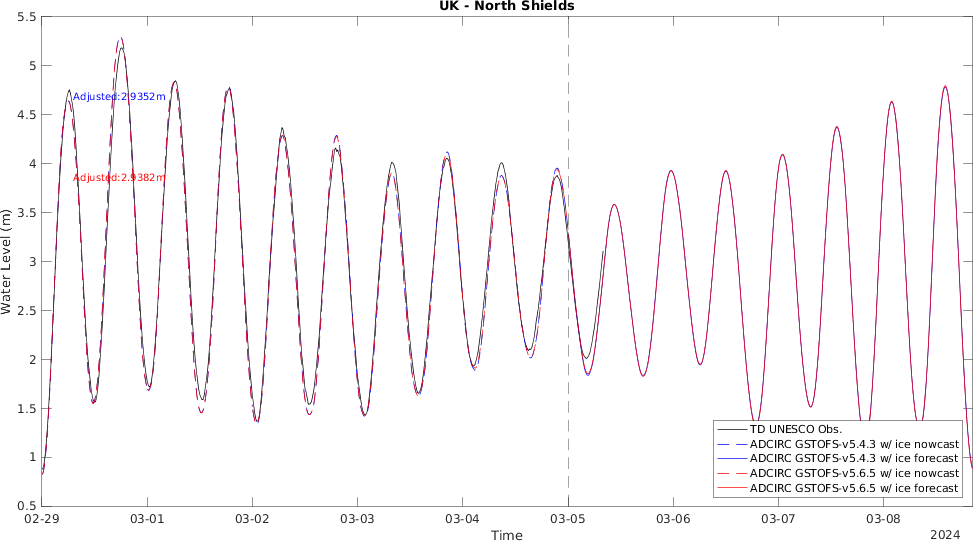 UK - North Shields
5.5
5
4.5
4
3.5
3
2.5
2
1.5
1
0.5
Water Level (m)
Adjusted:2.9352m
Adjusted:2.9382m
TD UNESCO Obs.
ADCIRC GSTOFS-v5.4.3 w/ ice nowcast
ADCIRC GSTOFS-v5.4.3 w/ ice forecast
ADCIRC GSTOFS-v5.6.5 w/ ice nowcast
ADCIRC GSTOFS-v5.6.5 w/ ice forecast
02-29 03-01 03-02 03-03 03-04 03-05 03-06 03-07 03-08
Time
2024